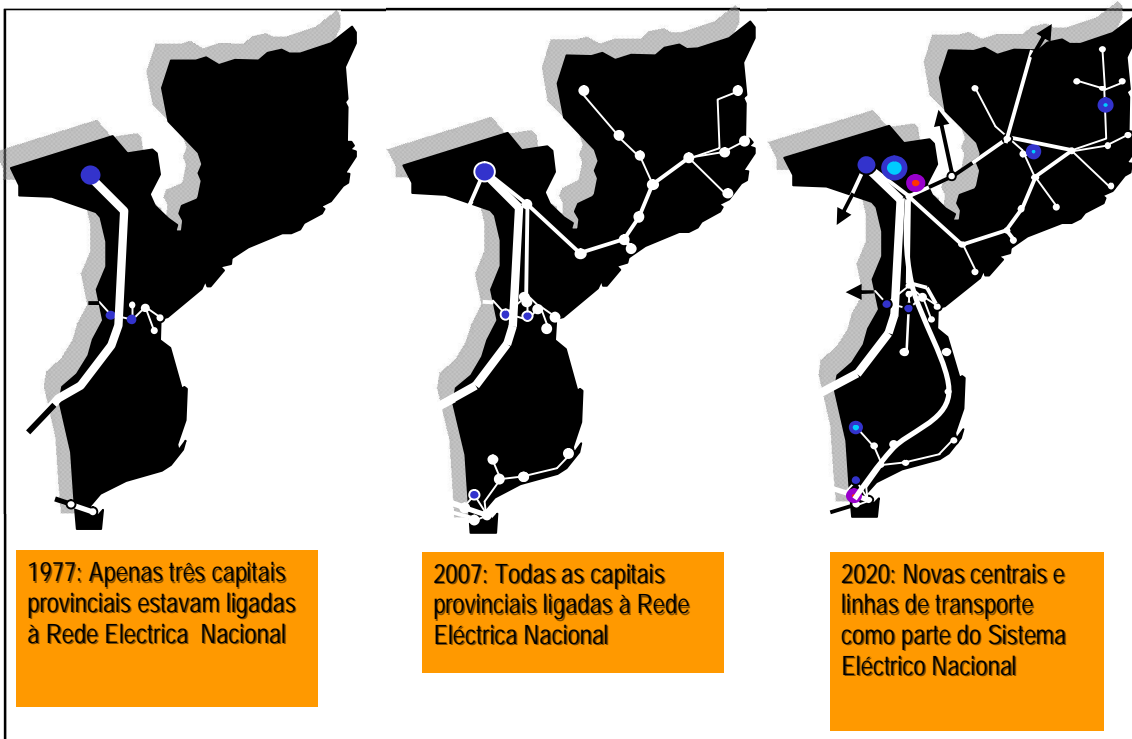 1977: Apenas três capitais
provinciais estavam ligadas
à Rede Electrica Nacional
2007: Todas as capitais
provinciais ligadas à Rede
Eléctrica Nacional
2020: Novas centrais e
linhas de transporte
como parte do Sistema
Eléctrico Nacional